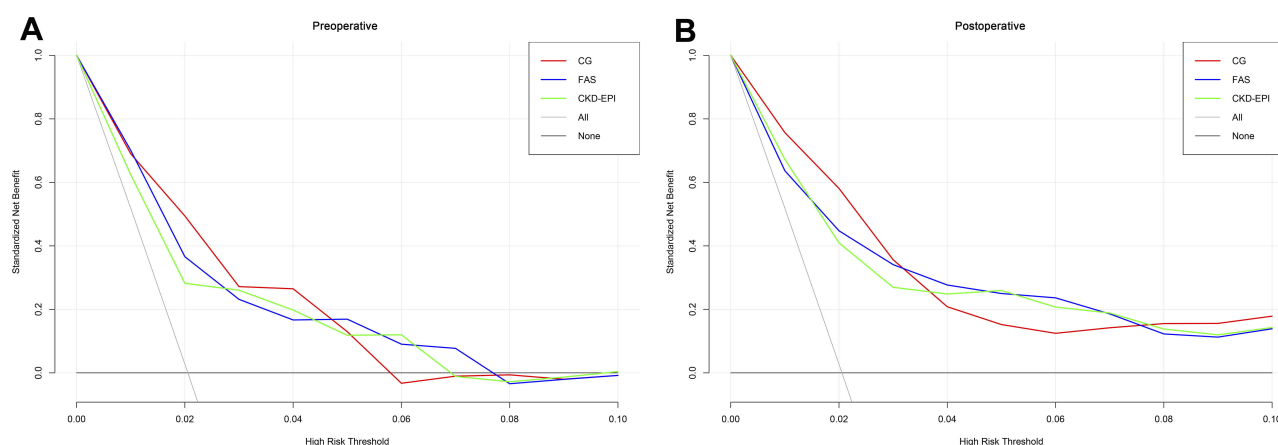 A
Preoperative
CG
FAS
CKD-EPI
All
None
Standardized Net Benefit
1.0
0.8
0.6
0.4
0.2
0.0
0.00 0.02 0.04 0.06 0.08 0.10
High Risk Threshold
B
Postoperative
CG
FAS
CKD-EPI
All
None
Standardized Net Benefit
1.0
0.8
0.6
0.4
0.2
0.0
0.00 0.02 0.04 0.06 0.08 0.10
High Risk Threshold